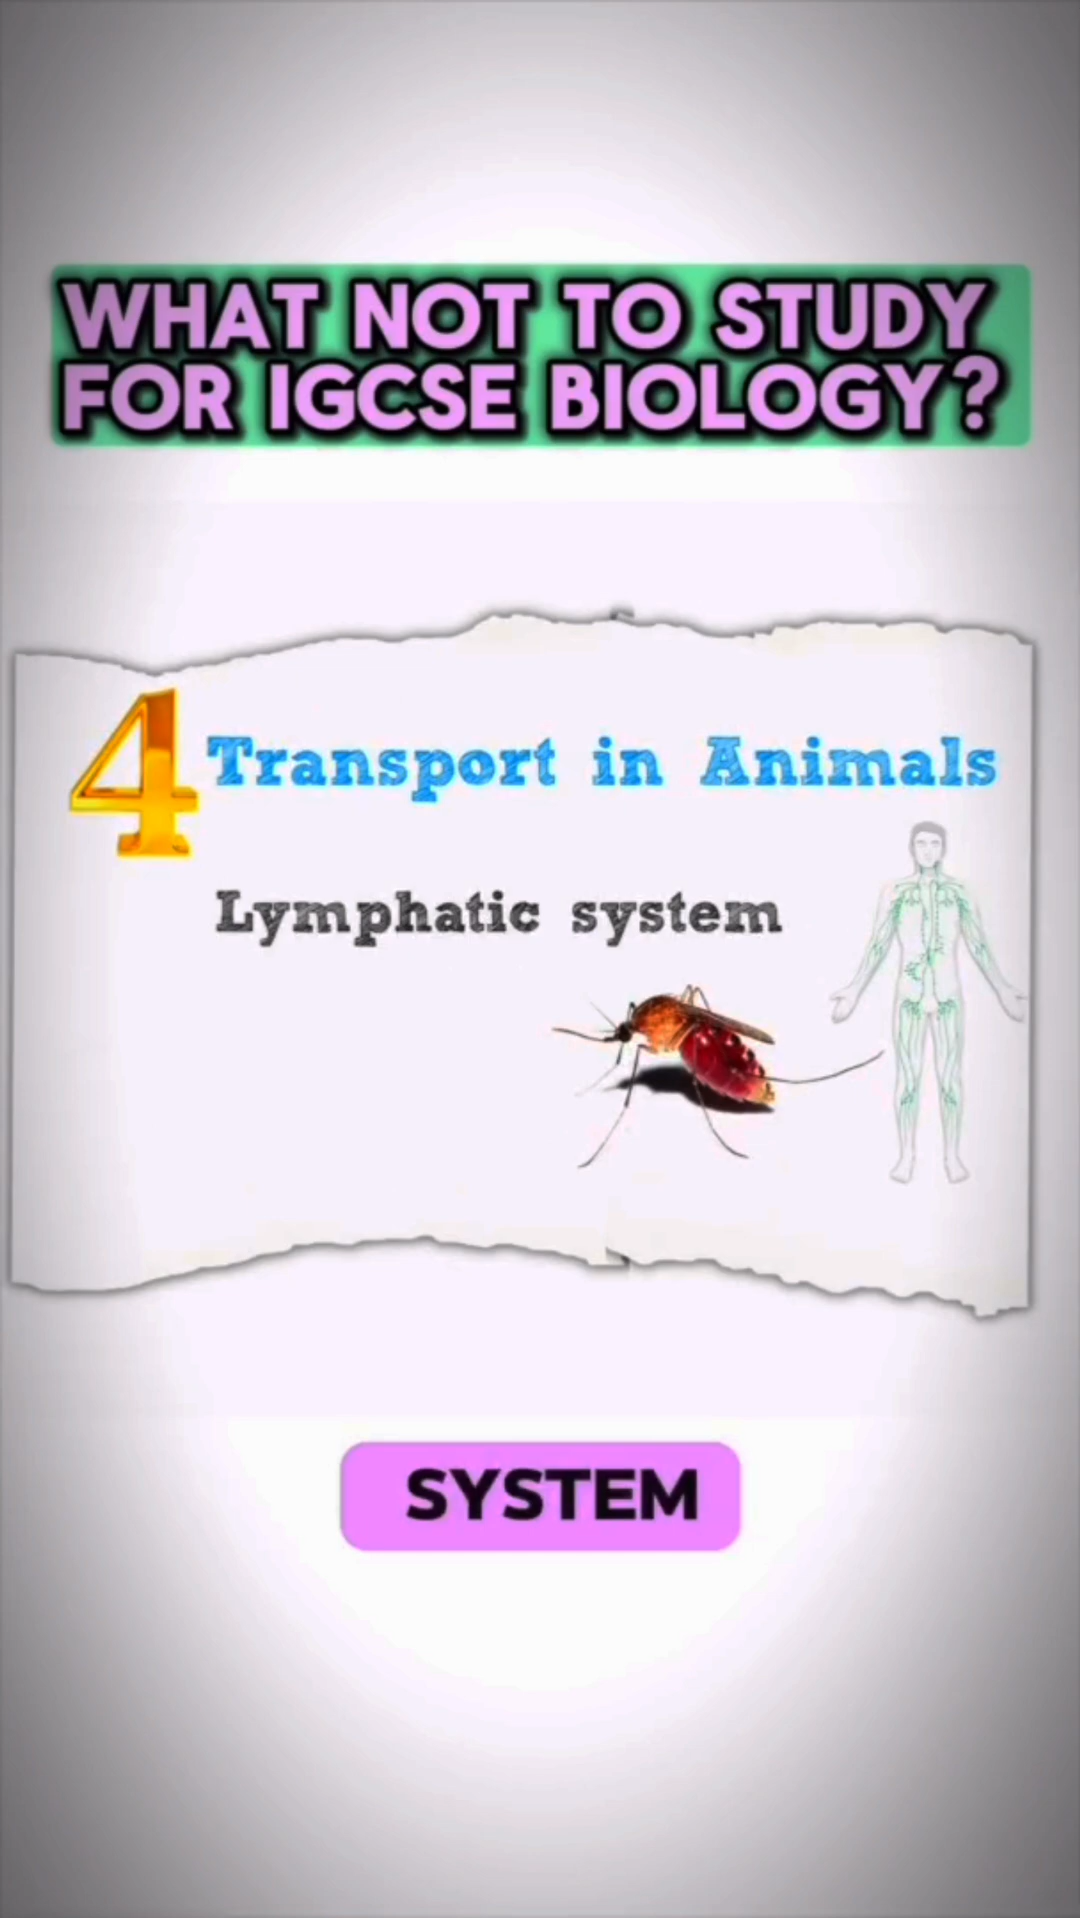 WHAT NOT TO STUDY
FOR IGCSE BIOLOGY?
4 Transport in Animals
Lymphatic system
SYSTEM